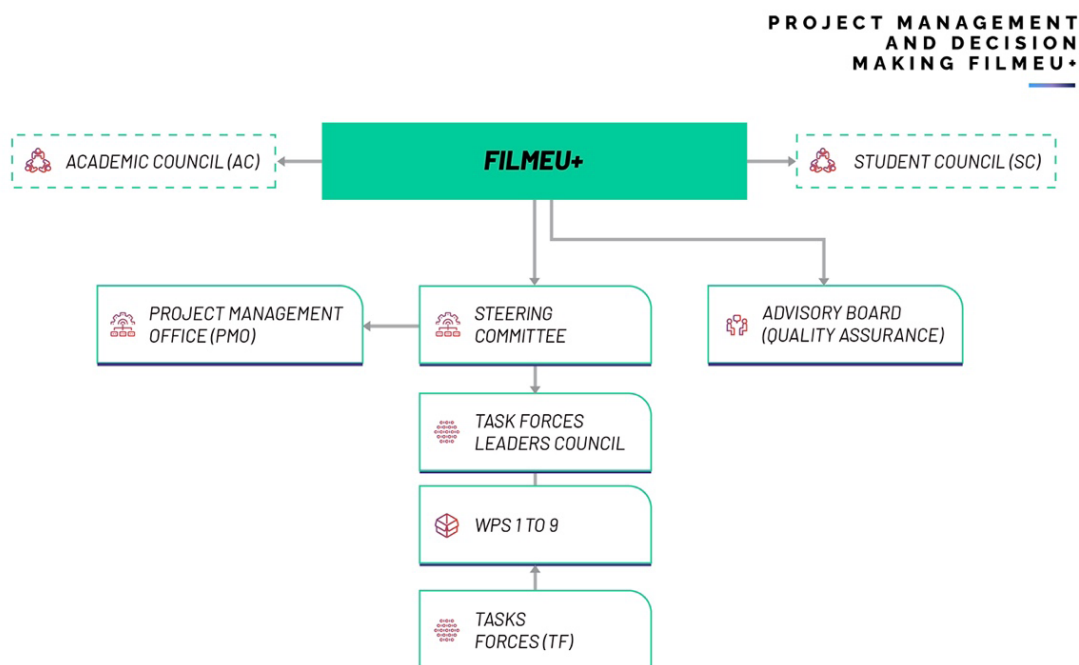 PROJECT MANAGEMENT
AND DECISION
MAKING FILMEU+
ACADEMIC COUNCIL (AC)
FILMEU+
STUDENT COUNCIL (SC)
PROJECT MANAGEMENT
OFFICE (PMO)
STEERING
COMMITTEE
ADVISORY BOARD
(QUALITY ASSURANCE)
TASK FORCES
LEADERS COUNCIL
WPS 1 TO 9
TASKS
FORCES (TF)